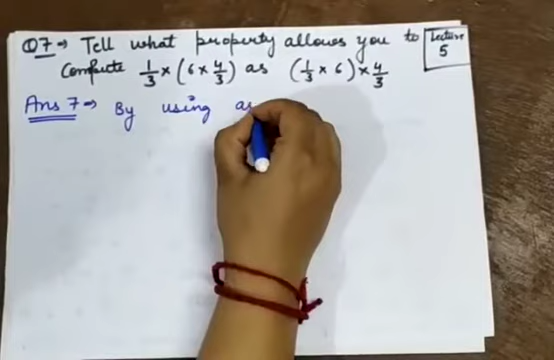 Q7→ Tell what property allows you to
Compute 1/3 × (6 × 4/3) as (1/3 × 6) × 4/3
Lecture
5
Ans 7→ By using as